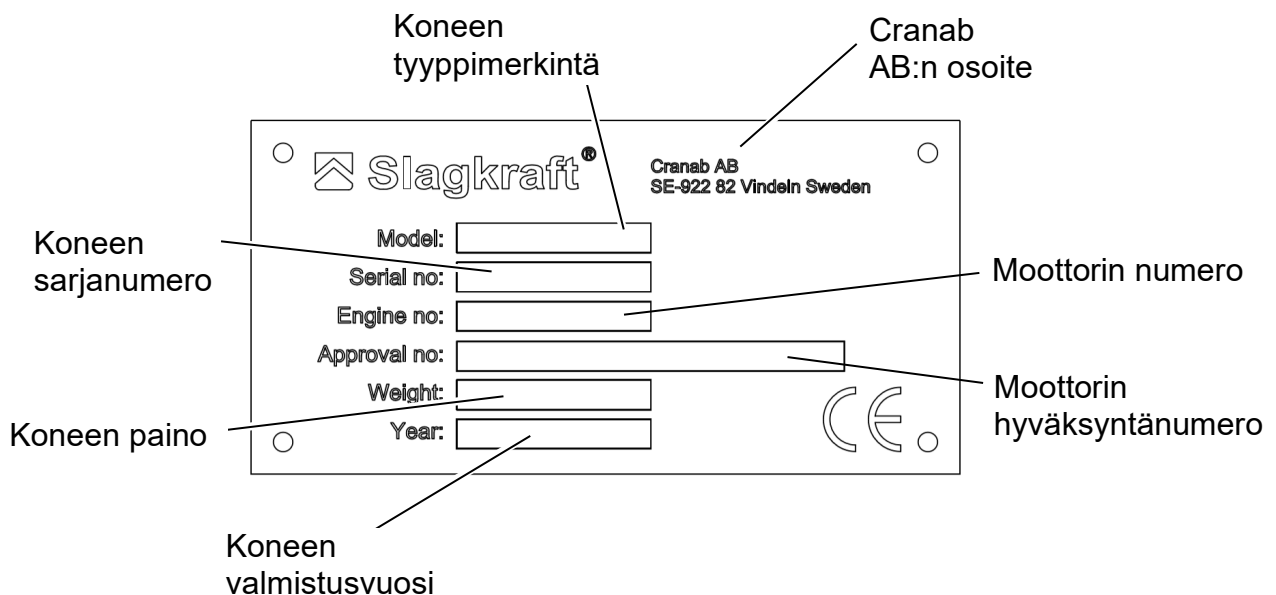 Koneen
tyyppimerkintä
Cranab
AB:n osoite
Slagkraft®
Cranab AB
SE-922 82 Vindeln Sweden
Model:
Koneen
sarjanumero
Serial no:
Moottorin numero
Engine no:
Approval no:
Moottorin
hyväksyntänumero
Weight:
Koneen paino
Year:
CE
Koneen
valmistusvuosi